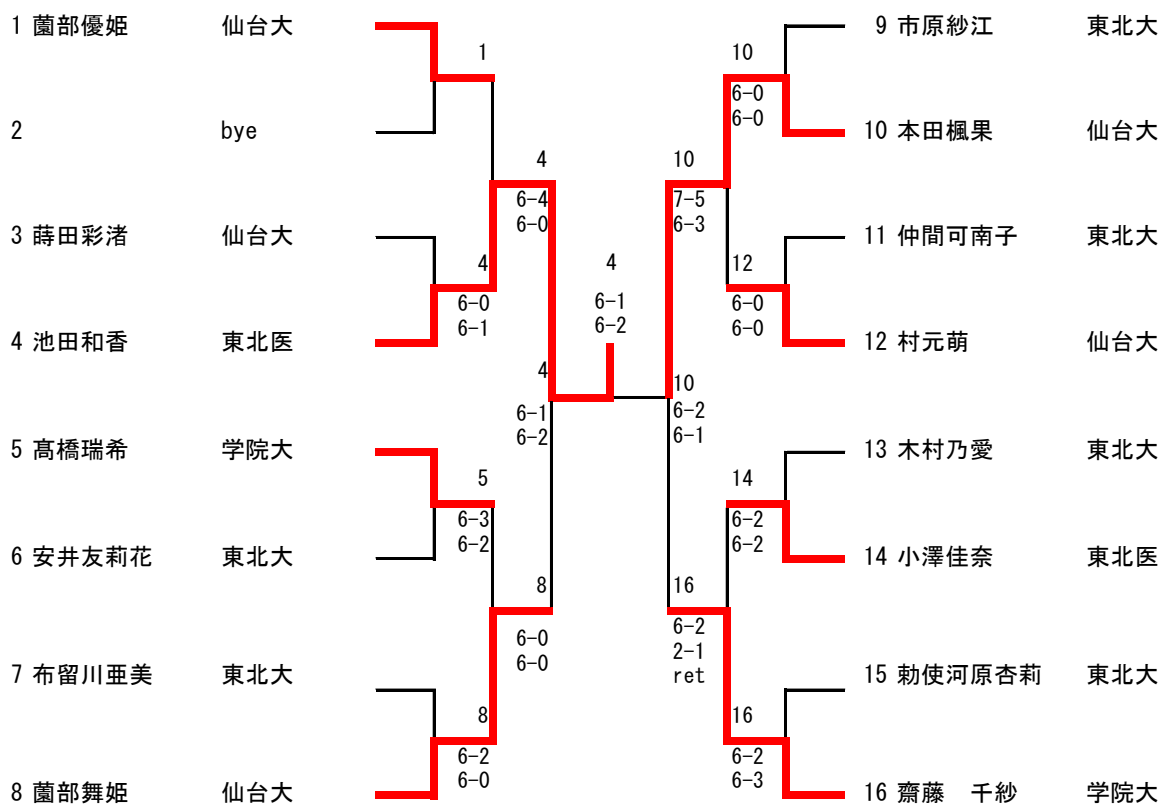 1 薗部優姫 仙台大
2 bye
3 蒔田彩渚 仙台大
4 池田和香 東北医
5 髙橋瑞希 学院大
6 安井友莉花 東北大
7 布留川亜美 東北大
8 薗部舞姫 仙台大
1
4
6-0
6-1
5
6-3
6-2
8
6-2
6-0
4
6-4
6-0
8
6-0
6-0
4
6-1
6-2
4
6-1
6-2
10
6-2
6-1
10
7-5
6-3
16
6-2
2-1
ret
10
6-0
6-0
12
6-0
6-0
14
6-2
6-2
16
6-2
6-3
9 市原紗江 東北大
10 本田楓果 仙台大
11 仲間可南子 東北大
12 村元萌 仙台大
13 木村乃愛 東北大
14 小澤佳奈 東北医
15 勅使河原杏莉 東北大
16 齋藤　千紗 学院大